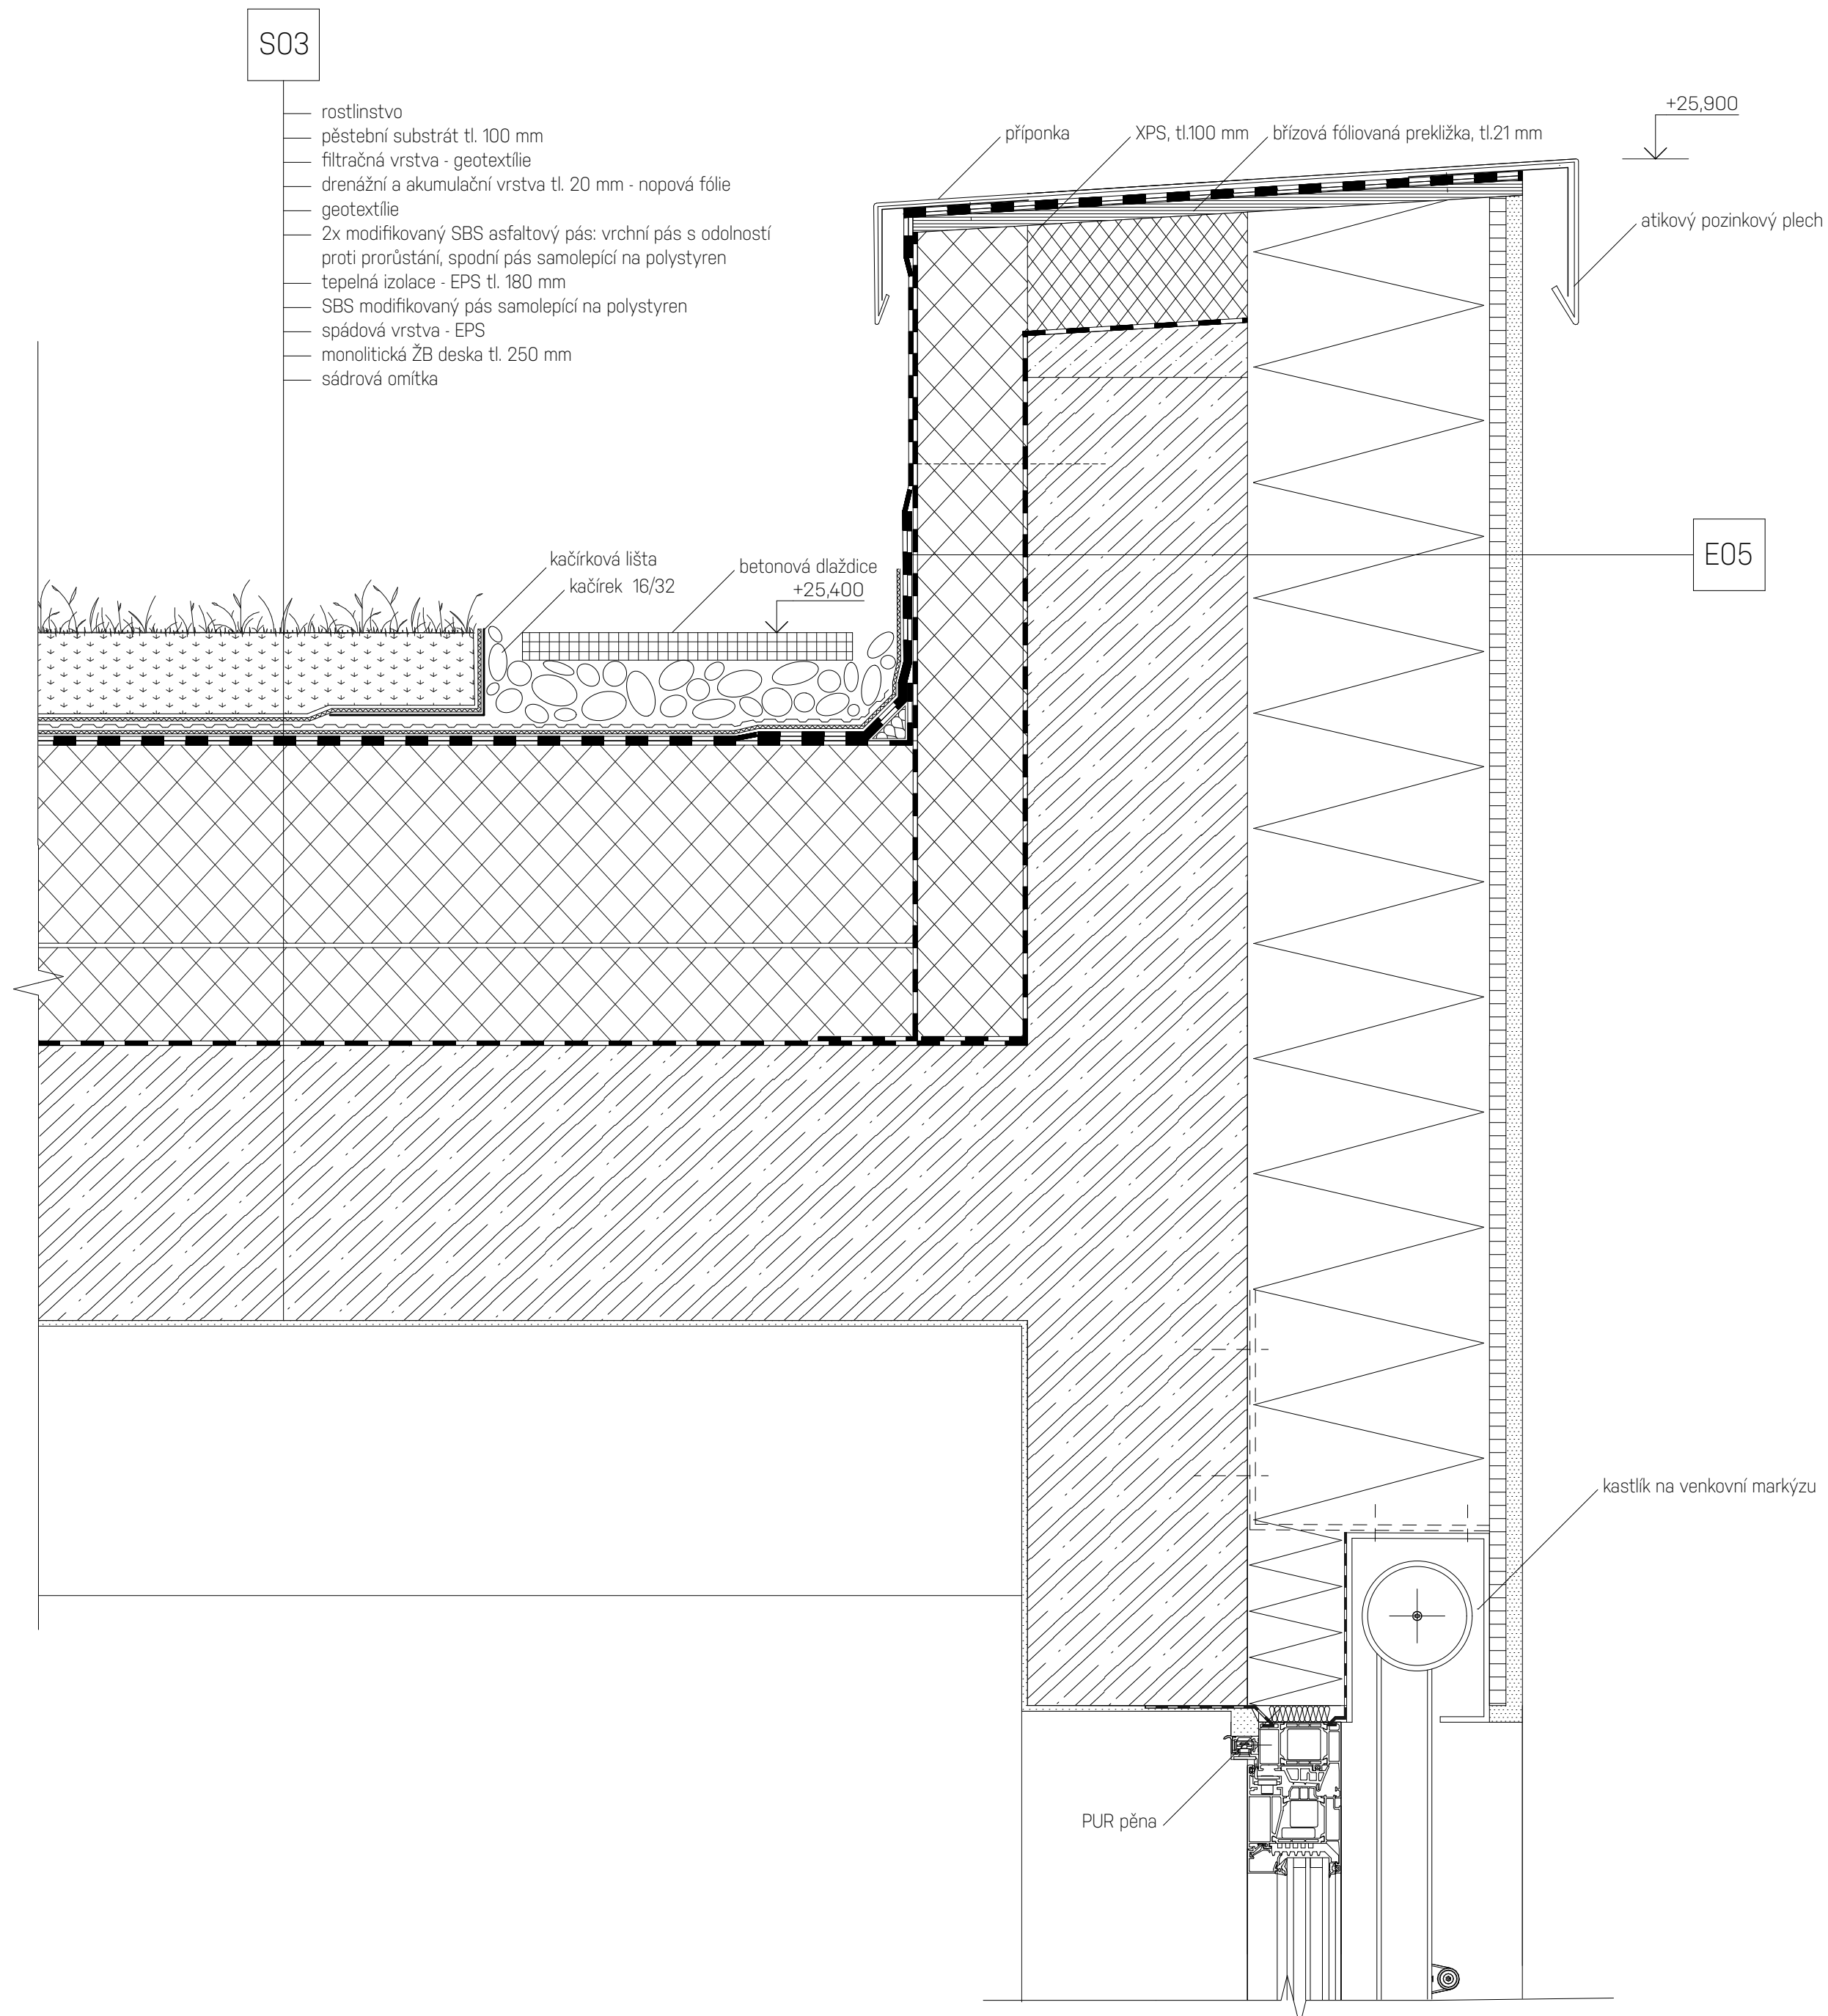 S03
rostlinstvo
pěstební substrát tl. 100 mm
filtračná vrstva - geotextílie
drenážní a akumulační vrstva tl. 20 mm - nopová fólie
geotextílie
2x modifikovaný SBS asfaltový pás: vrchní pás s odolností
proti prorůstání, spodní pás samolepící na polystyren
tepelná izolace - EPS tl. 180 mm
SBS modifikovaný pás samolepící na polystyren
spádová vrstva - EPS
monolitická ŽB deska tl. 250 mm
sádrová omítka
příponka
XPS, tl.100 mm
břízová fóliovaná prekližka, tl.21 mm
+25,900
atikový pozinkový plech
kačírková lišta
kačírek 16/32
betonová dlaždice
+25,400
E05
kastlík na venkovní markýzu
PUR pěna